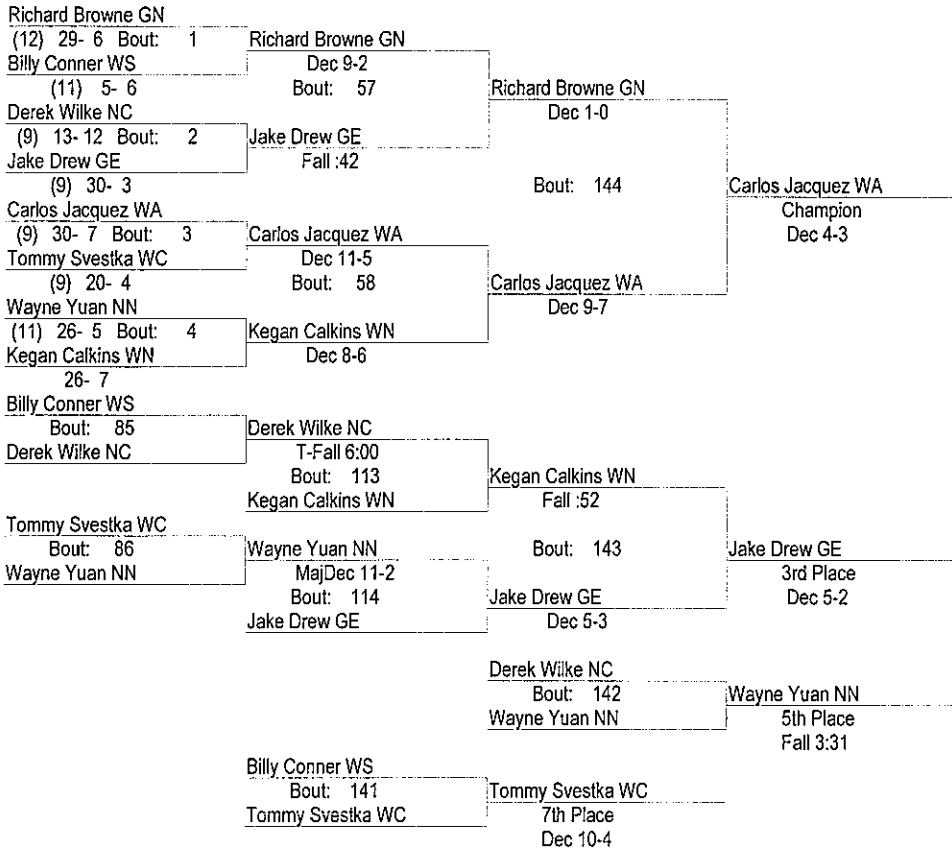 Richard Browne GN
(12) 29- 6 Bout: 1 Richard Browne GN
Billy Conner WS Dec 9-2
(11) 5- 6 Bout: 57 Richard Browne GN
Derek Wilke NC Dec 1-0
(9) 13- 12 Bout: 2 Jake Drew GE
Jake Drew GE Fall :42
(9) 30- 3 Bout: 144 Carlos Jacquez WA
Carlos Jacquez WA Champion
(9) 30- 7 Bout: 3 Carlos Jacquez WA Dec 4-3
Tommy Svestka WC Dec 11-5
(9) 20- 4 Bout: 58 Carlos Jacquez WA
Wayne Yuan NN Dec 9-7
(11) 26- 5 Bout: 4 Kegan Calkins WN
Kegan Calkins WN Dec 8-6
26- 7
Billy Conner WS
Bout: 85 Derek Wilke NC
Derek Wilke NC T-Fall 6:00
Bout: 113 Kegan Calkins WN
Kegan Calkins WN Fall :52
Tommy Svestka WC
Bout: 86 Wayne Yuan NN Bout: 143 Jake Drew GE
Wayne Yuan NN MajDec 11-2 3rd Place
Bout: 114 Jake Drew GE Dec 5-2
Jake Drew GE Dec 5-3
Derek Wilke NC
Bout: 142 Wayne Yuan NN
Wayne Yuan NN 5th Place
Fall 3:31
Billy Conner WS
Bout: 141 Tommy Svestka WC
Tommy Svestka WC 7th Place
Dec 10-4